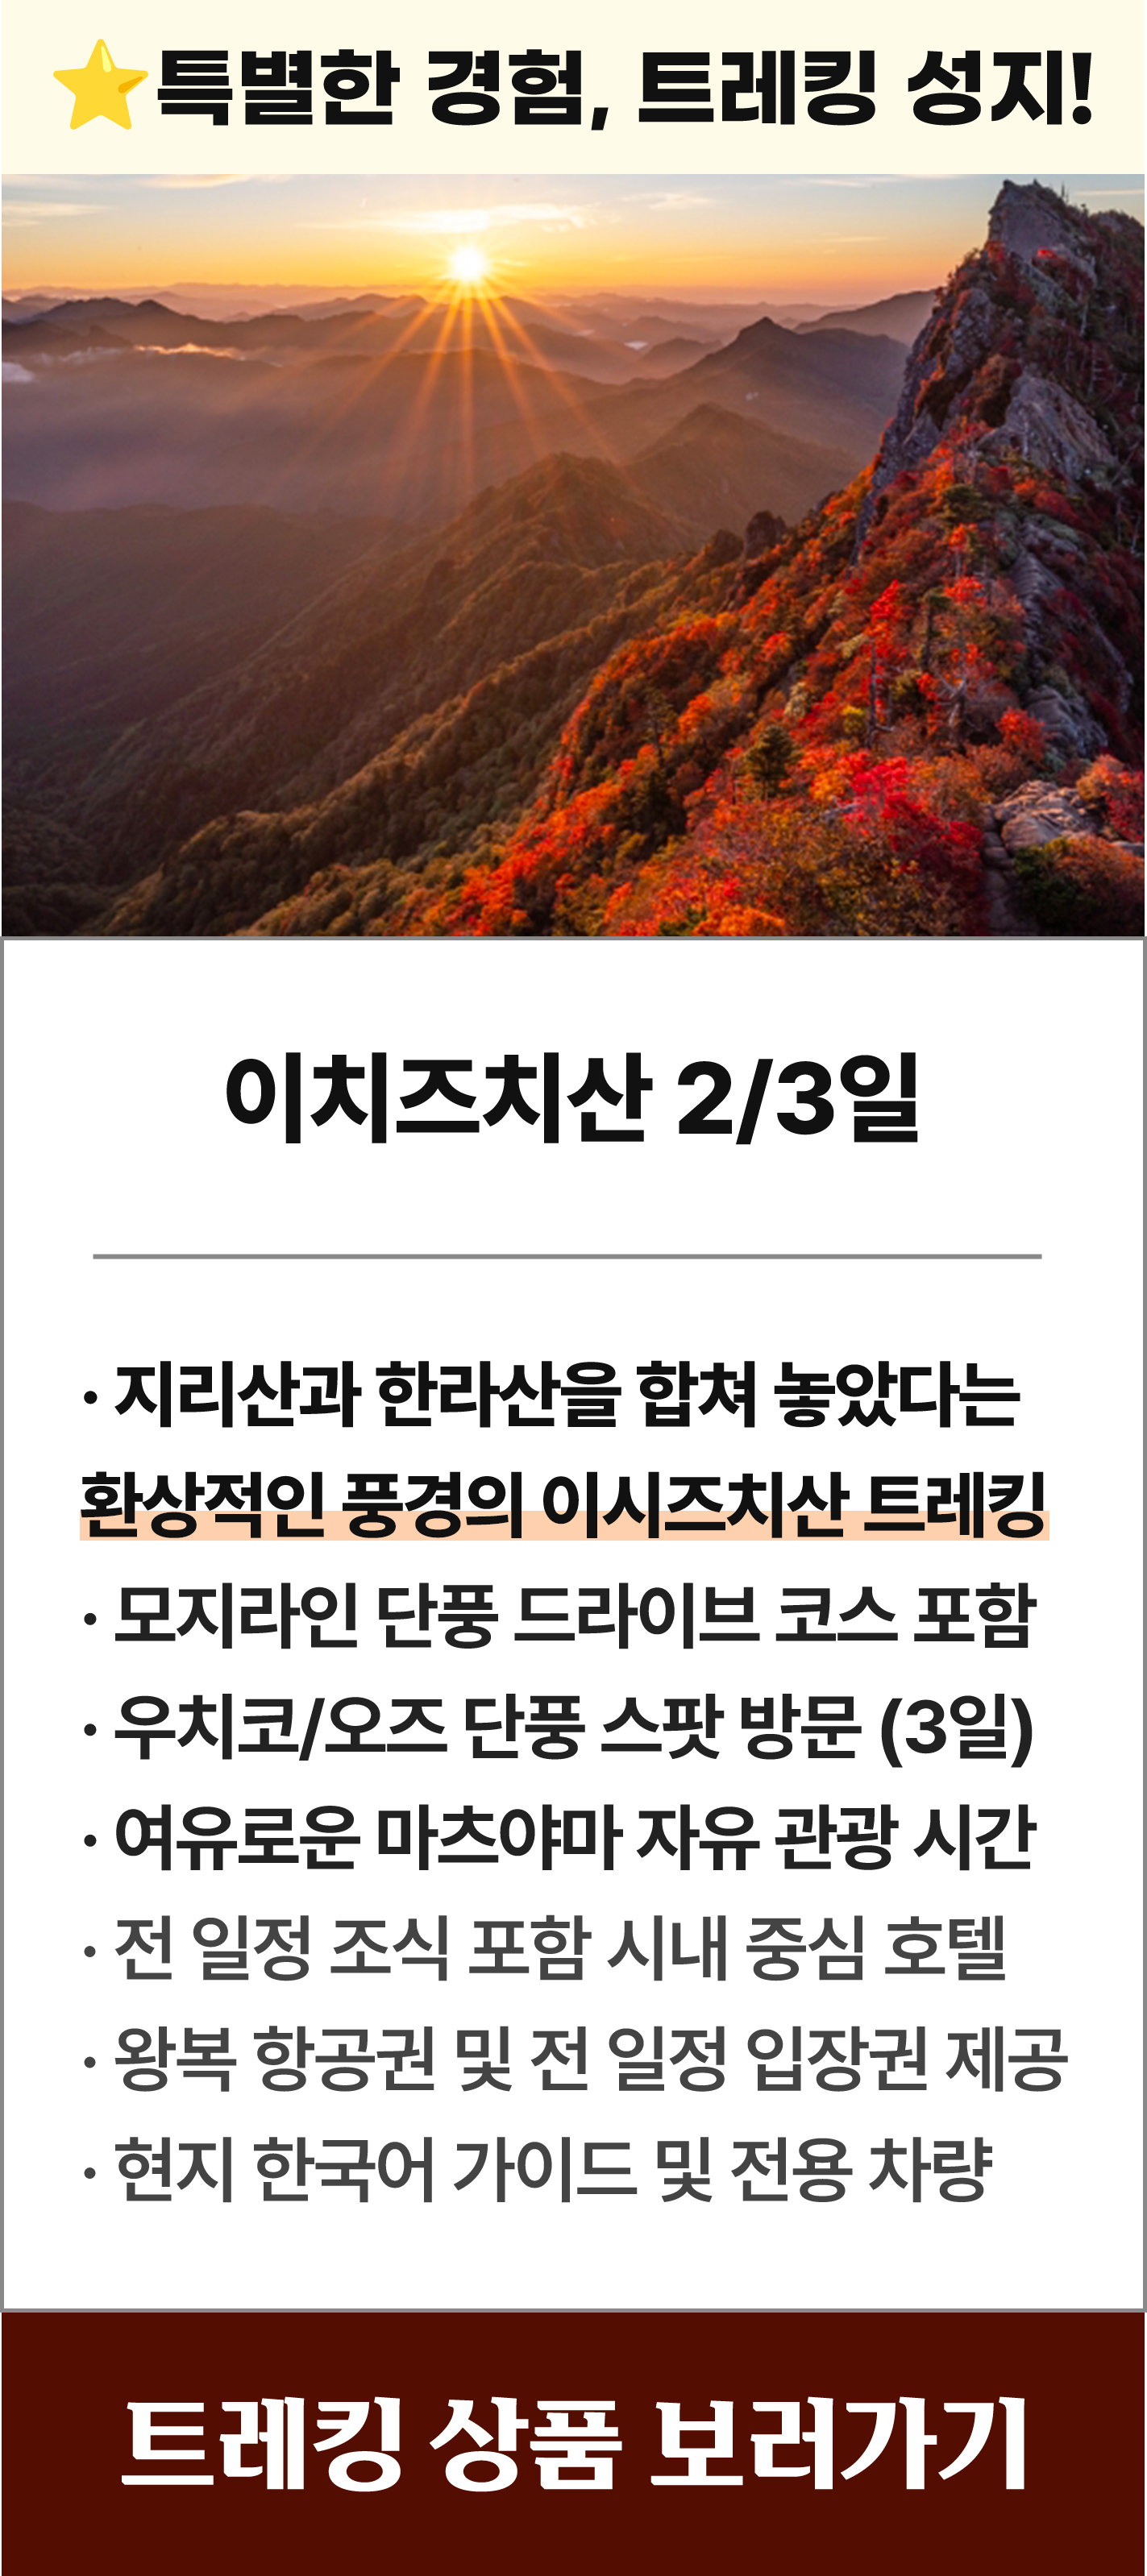 ⭐특별한 경험, 트레킹 성지!
이치즈치산 2/3일
· 지리산과 한라산을 합쳐 놓았다는
환상적인 풍경의 이시즈치산 트레킹
· 모지라인 단풍 드라이브 코스 포함
· 우치코/오즈 단풍 스팟 방문 (3일)
· 여유로운 마츠야마 자유 관광 시간
· 전 일정 조식 포함 시내 중심 호텔
· 왕복 항공권 및 전 일정 입장권 제공
· 현지 한국어 가이드 및 전용 차량
트레킹 상품 보러가기